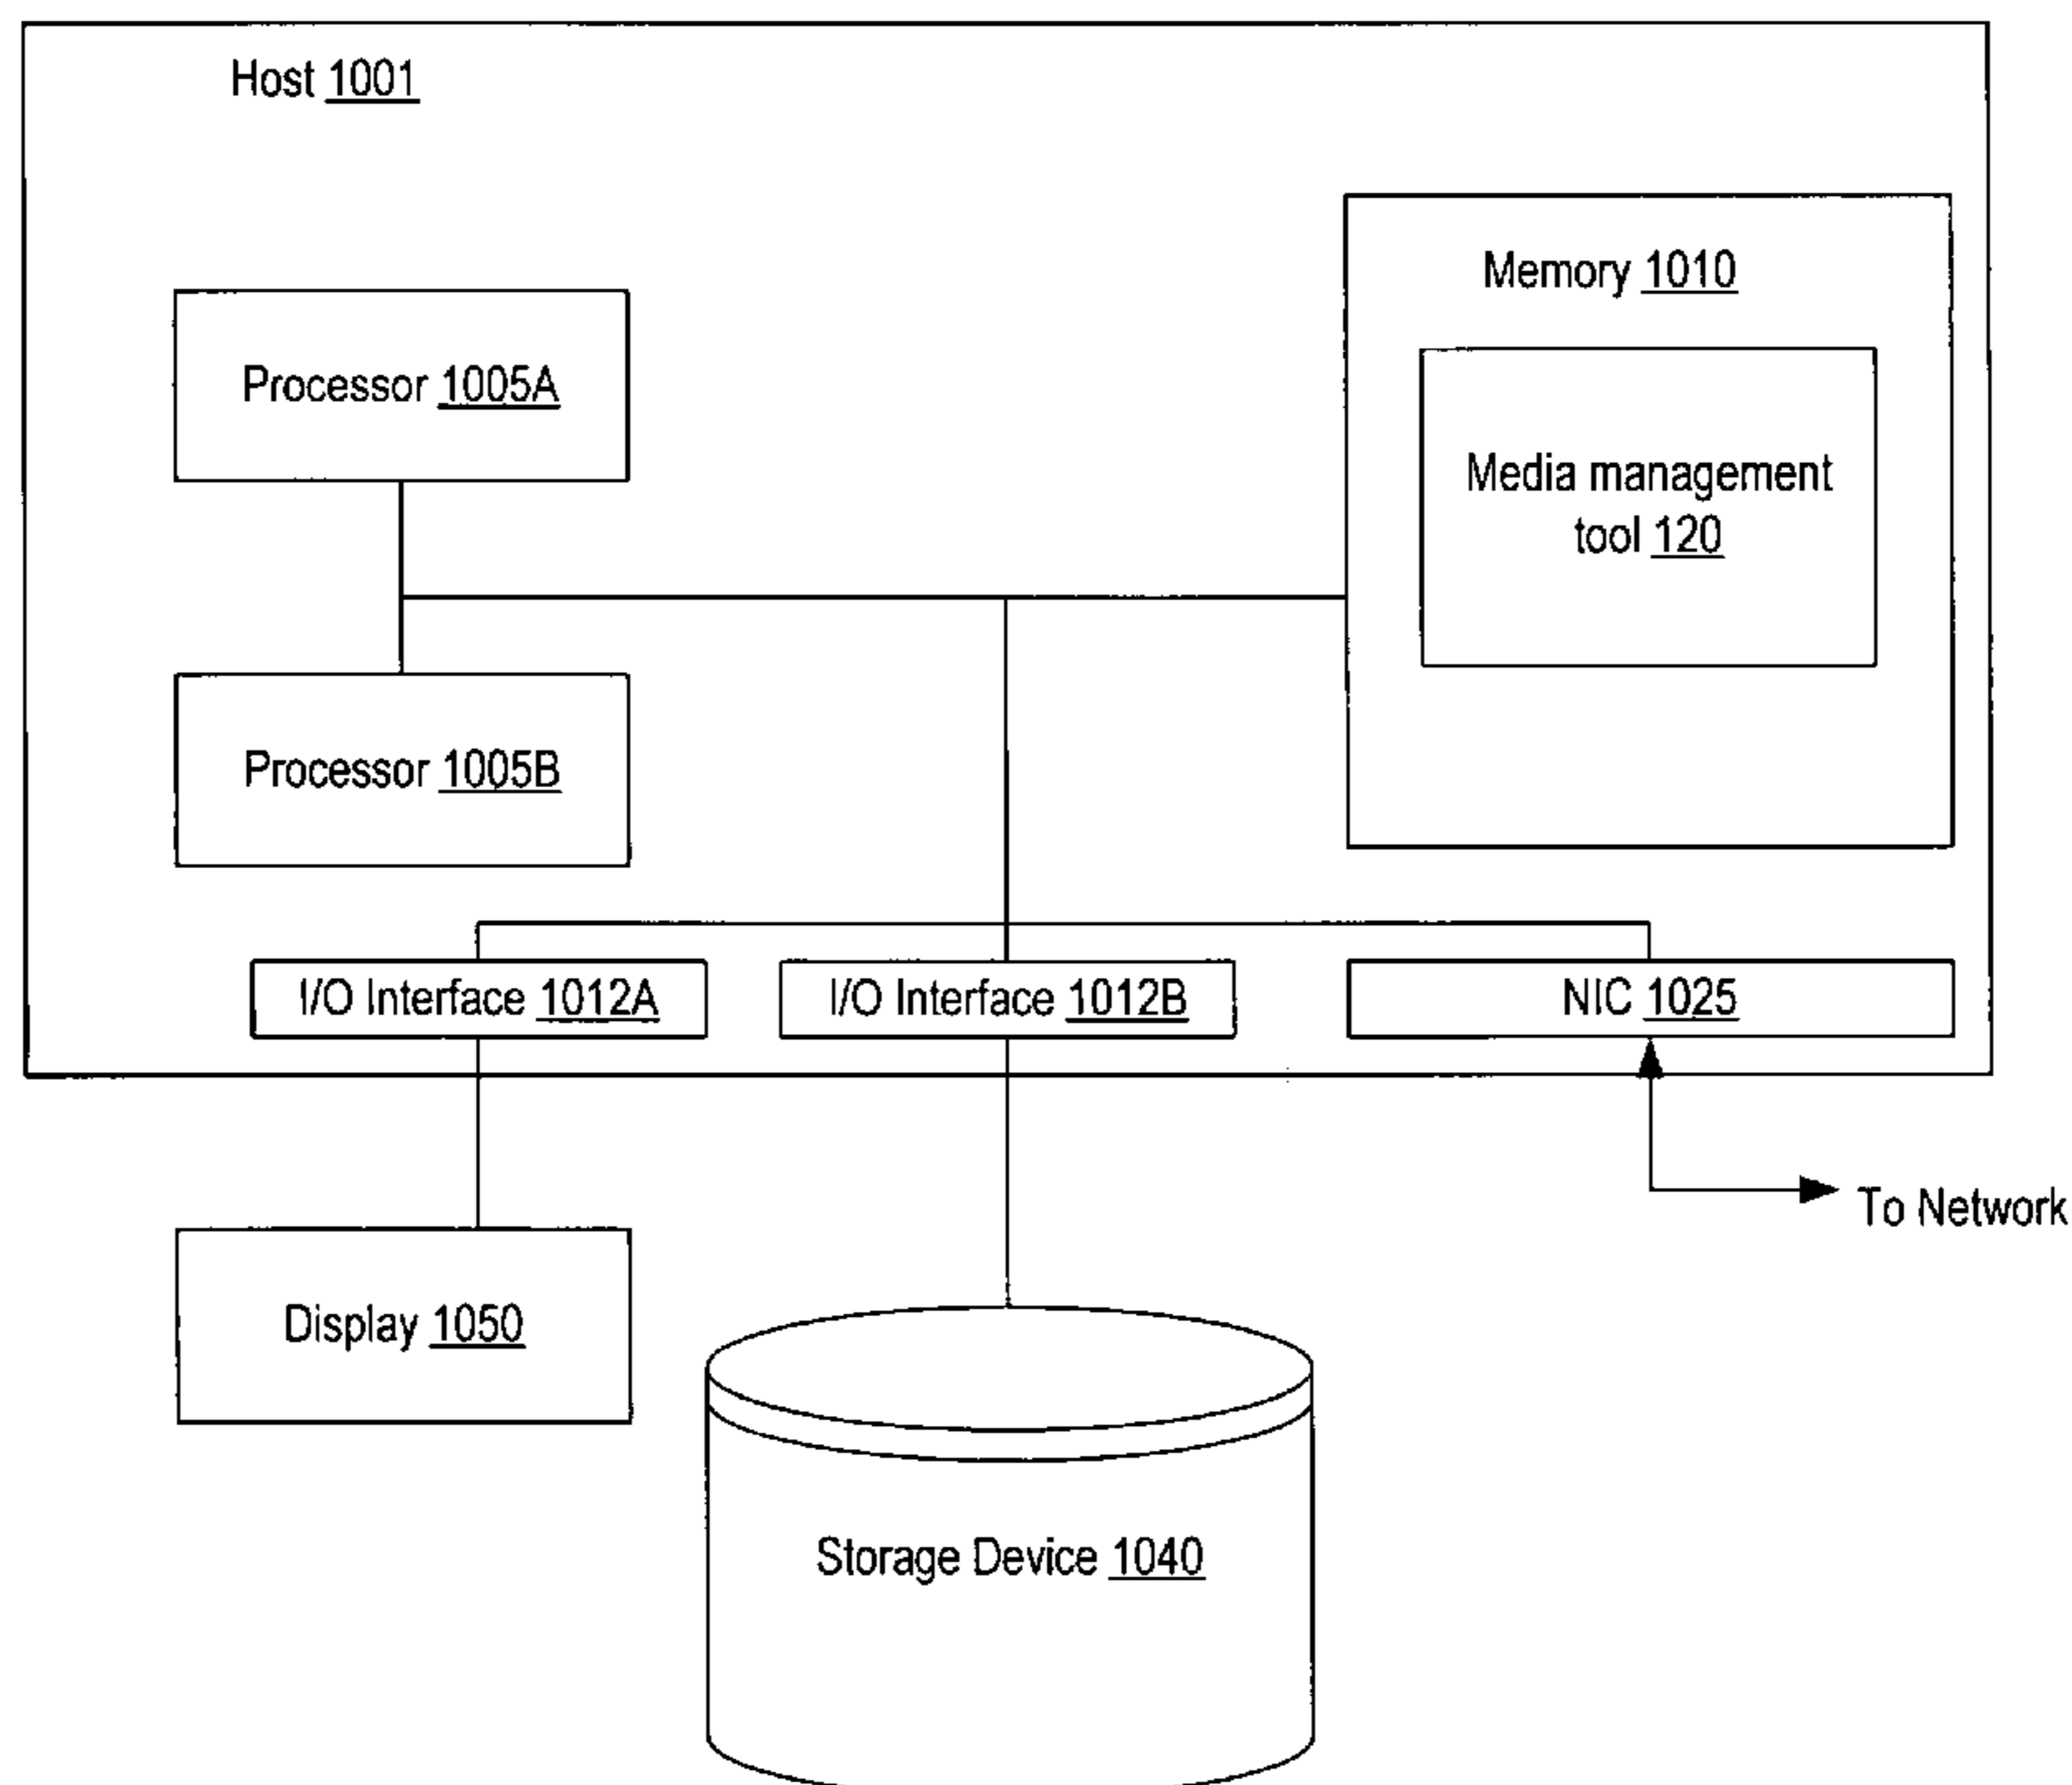 Host 1001
Memory 1010
Processor 1005A
Media management
tool 120
Processor 1005B
I/O Interface 1012A
I/O Interface 1012B
NIC 1025
To Network
Display 1050
Storage Device 1040